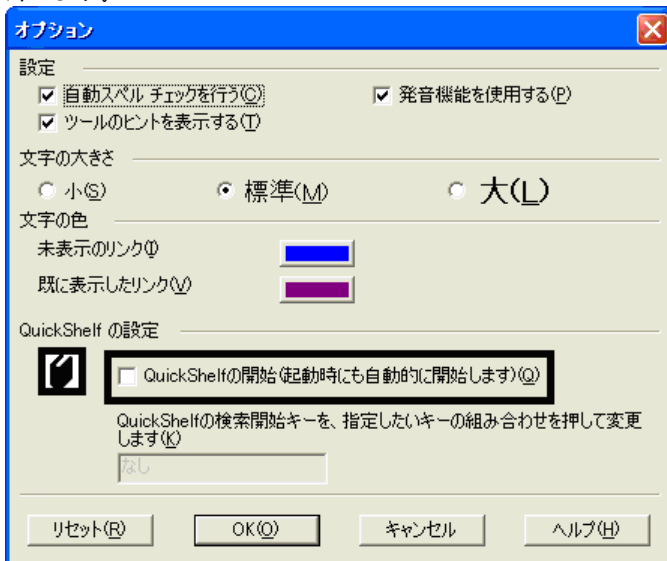 オプション
設定
自動スペル チェックを行う(C) 発音機能を使用する(P)
ツールのヒントを表示する(T)
文字の大きさ
小(S) 標準(M) 大(L)
文字の色
未表示のリンク(I)
既に表示したリンク(V)
QuickShelf の設定
QuickShelfの開始(起動時にも自動的に開始します)(Q)
QuickShelfの検索開始キーを、指定したいキーの組み合わせを押して変更
します(K)
なし
リセット(R) OK(O) キャンセル ヘルプ(H)